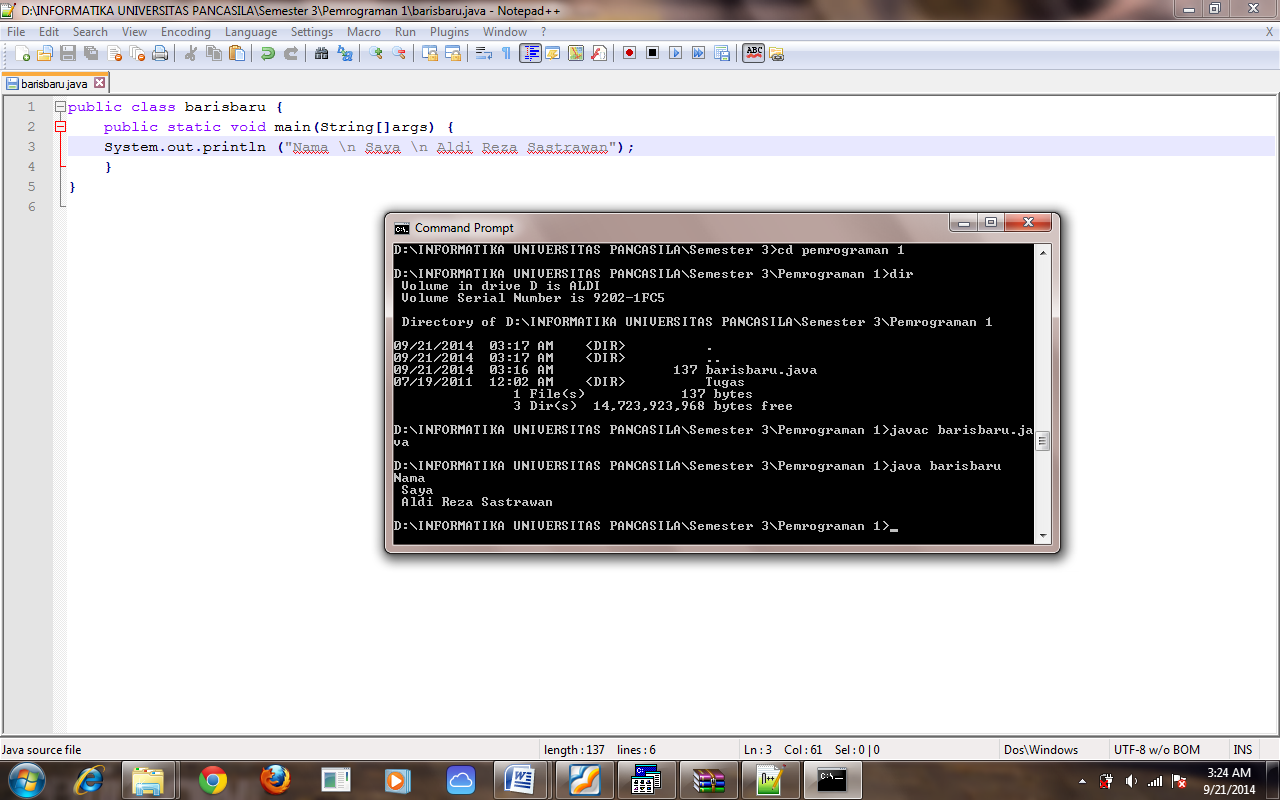 D:\INFORMATIKA UNIVERSITAS PANCASILA\Semester 3\Pemrograman 1\barisbaru.java - Notepad++
File Edit Search View Encoding Language Settings Macro Run Plugins Window ? X
ABC
barisbaru.java
1 public class barisbaru {
2 public static void main(String[]args) {
3 System.out.println ("Nama \n Saya \n Aldi Reza Sastrawan");
4 }
5 }
6
Command Prompt
D:\INFORMATIKA UNIVERSITAS PANCASILA\Semester 3>cd pemrograman 1
D:\INFORMATIKA UNIVERSITAS PANCASILA\Semester 3\Pemrograman 1>dir
Volume in drive D is ALDI
Volume Serial Number is 9202-1FC5
Directory of D:\INFORMATIKA UNIVERSITAS PANCASILA\Semester 3\Pemrograman 1
09/21/2014 03:17 AM <DIR> .
09/21/2014 03:17 AM <DIR> ..
09/21/2014 03:16 AM 137 barisbaru.java
07/19/2011 12:02 AM <DIR> Tugas
1 File(s) 137 bytes
3 Dir(s) 14,723,923,968 bytes free
D:\INFORMATIKA UNIVERSITAS PANCASILA\Semester 3\Pemrograman 1>javac barisbaru.ja
va
D:\INFORMATIKA UNIVERSITAS PANCASILA\Semester 3\Pemrograman 1>java barisbaru
Nama
Saya
Aldi Reza Sastrawan
D:\INFORMATIKA UNIVERSITAS PANCASILA\Semester 3\Pemrograman 1>_
Java source file length : 137 lines : 6 Ln : 3 Col : 61 Sel : 0 | 0 Dos\Windows UTF-8 w/o BOM INS
3:24 AM
9/21/2014